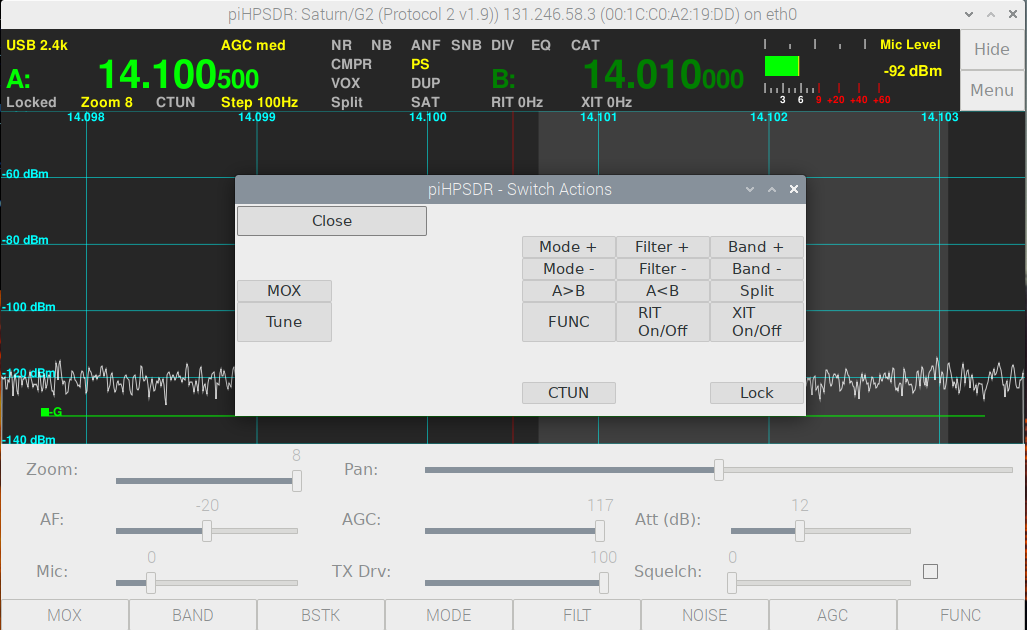 piHPSDR: Saturn/G2 (Protocol 2 v1.9)) 131.246.58.3 (00:1C:C0:A2:19:DD) on eth0
USB 2.4k AGC med NR NB ANF SNB DIV EQ CAT Mic Level Hide
CMPR PS
A: 14.100500 VOX DUP B: 14.010000 -92 dBm
Locked Zoom 8 CTUN Step 100Hz Split SAT RIT 0Hz XIT 0Hz 3 6 9 +20 +40 +60 Menu
14.098 14.099 14.100 14.101 14.102 14.103
-60 dBm
piHPSDR - Switch Actions
Close
-80 dBm
Mode + Filter + Band +
Mode - Filter - Band -
MOX A>B A<B Split
-100 dBm
Tune FUNC RIT On/Off XIT On/Off
-120 dBm
CTUN Lock
-G
-140 dBm
Zoom: 8 Pan:
AF: -20 AGC: 117 Att (dB): 12
Mic: 0 TX Drv: 100 Squelch: 0
MOX BAND BSTK MODE FILT NOISE AGC FUNC